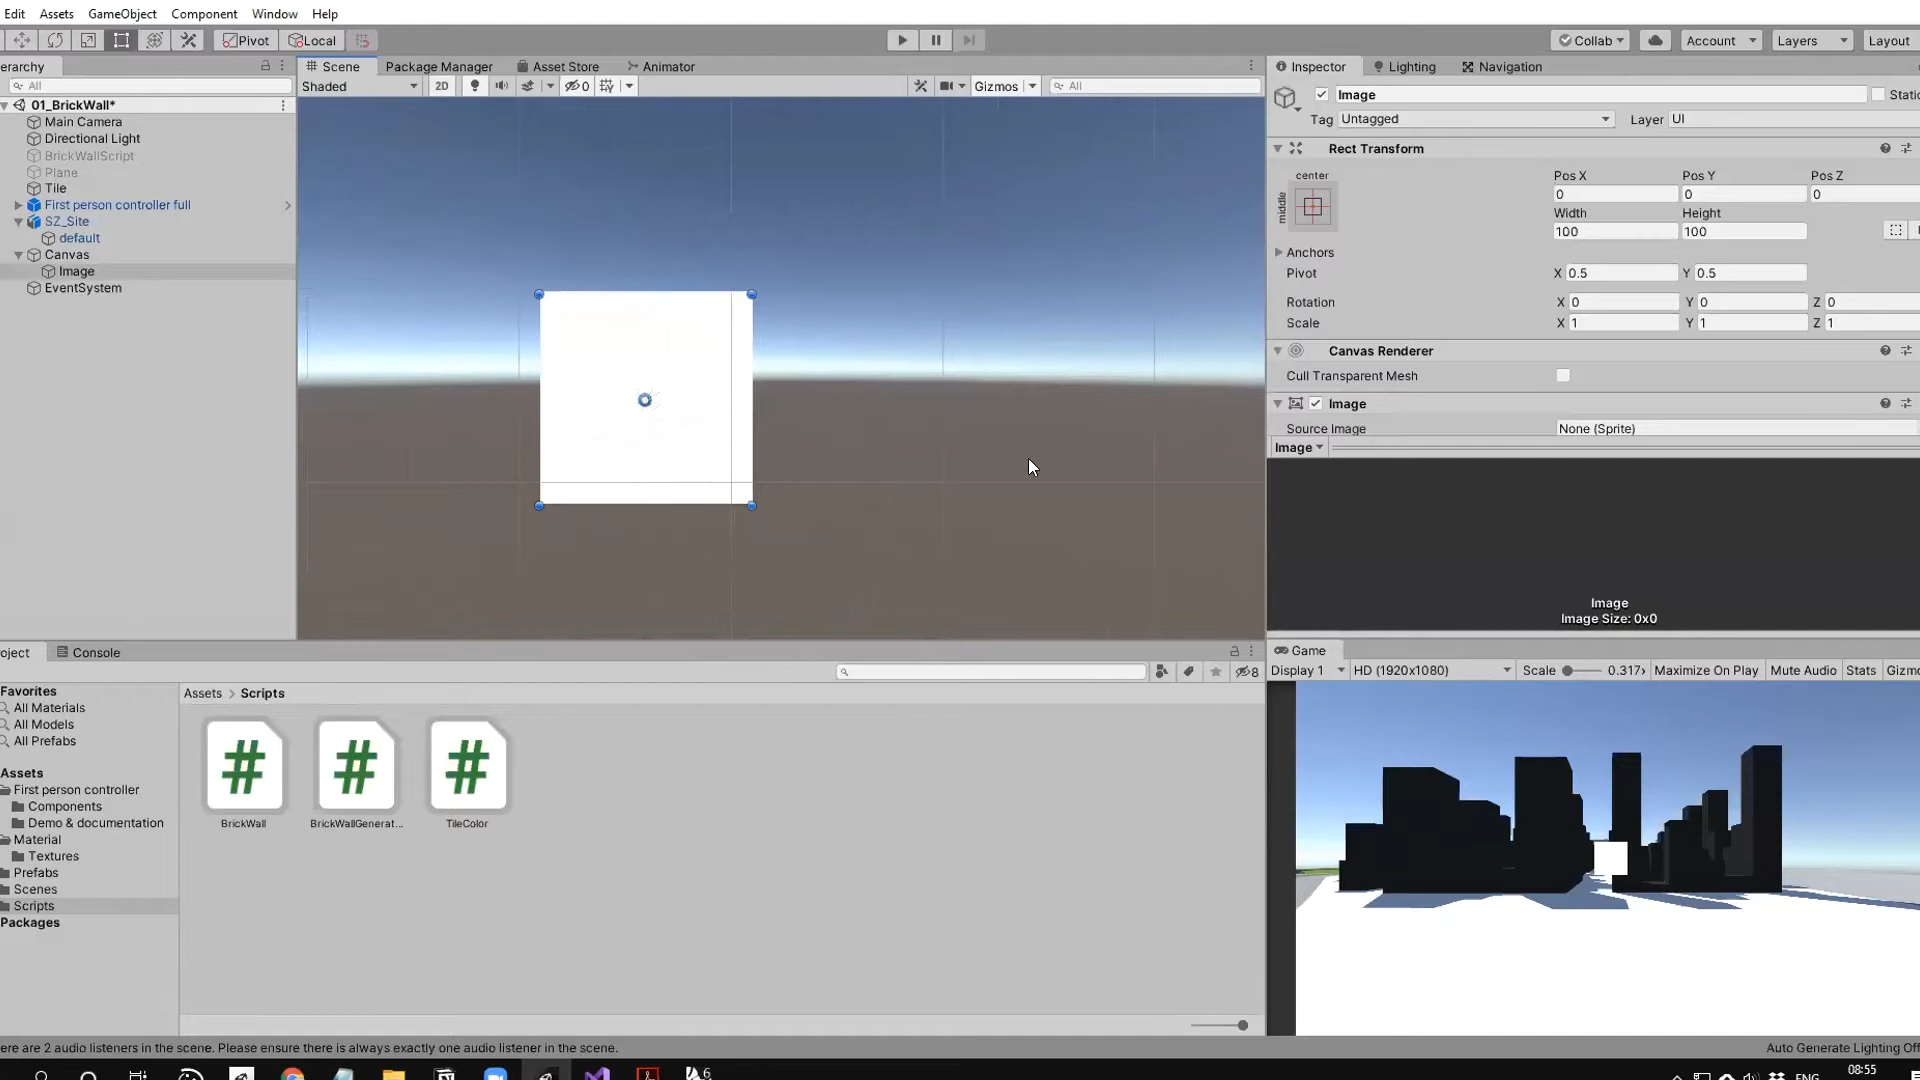 Edit Assets GameObject Component Window Help
Pivot Local Collab Account Layers Layout
erarchy
All
01_BrickWall*
Main Camera
Directional Light
BrickWallScript
Plane
Tile
First person controller full
SZ_Site
default
Canvas
Image
EventSystem
Scene Package Manager Asset Store Animator
Shaded 2D 0 Gizmos All
Inspector Lighting Navigation
Image Static
Tag Untagged Layer UI
Rect Transform
center
middle
Pos X Pos Y Pos Z
0 0 0
Width Height
100 100
Anchors
Pivot X 0.5 Y 0.5
Rotation X 0 Y 0 Z 0
Scale X 1 Y 1 Z 1
Canvas Renderer
Cull Transparent Mesh
Image
Source Image None (Sprite)
Image
Image
Image Size: 0x0
oject Console
8
Favorites
All Materials
All Models
All Prefabs
Assets
First person controller
Components
Demo & documentation
Material
Textures
Prefabs
Scenes
Scripts
Packages
Assets > Scripts
BrickWall BrickWallGenerat... TileColor
Game
Display 1 HD (1920x1080) Scale 0.317 Maximize On Play Mute Audio Stats Gizmo
ere are 2 audio listeners in the scene. Please ensure there is always exactly one audio listener in the scene.
Auto Generate Lighting Off
6
ENG
08:55